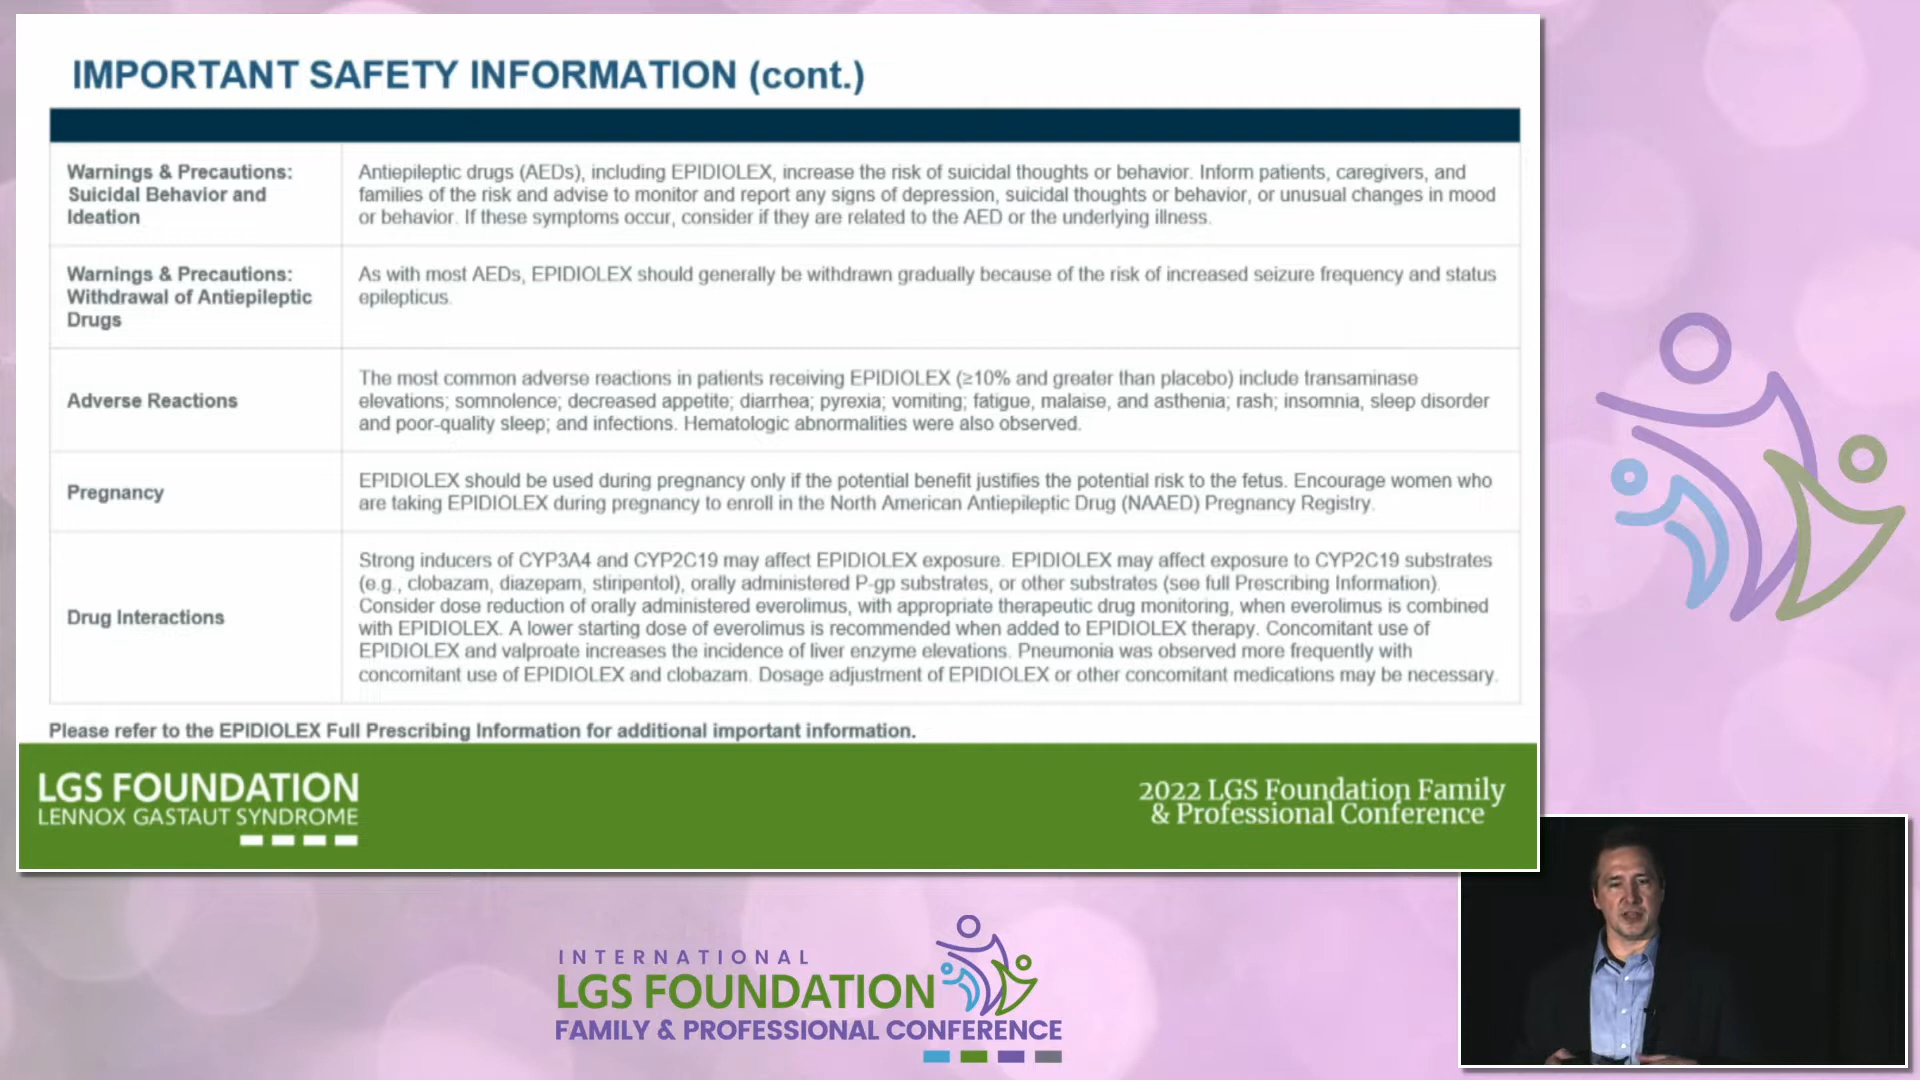 IMPORTANT SAFETY INFORMATION (cont.)
Warnings & Precautions:
Suicidal Behavior and
Ideation
Antiepileptic drugs (AEDs), including EPIDIOLEX, increase the risk of suicidal thoughts or behavior. Inform patients, caregivers, and
families of the risk and advise to monitor and report any signs of depression, suicidal thoughts or behavior, or unusual changes in mood
or behavior. If these symptoms occur, consider if they are related to the AED or the underlying illness.
Warnings & Precautions:
Withdrawal of Antiepileptic
Drugs
As with most AEDs, EPIDIOLEX should generally be withdrawn gradually because of the risk of increased seizure frequency and status
epilepticus.
Adverse Reactions
The most common adverse reactions in patients receiving EPIDIOLEX (≥10% and greater than placebo) include transaminase
elevations; somnolence; decreased appetite; diarrhea; pyrexia; vomiting; fatigue, malaise, and asthenia; rash; insomnia, sleep disorder
and poor-quality sleep; and infections. Hematologic abnormalities were also observed.
Pregnancy
EPIDIOLEX should be used during pregnancy only if the potential benefit justifies the potential risk to the fetus. Encourage women who
are taking EPIDIOLEX during pregnancy to enroll in the North American Antiepileptic Drug (NAAED) Pregnancy Registry.
Drug Interactions
Strong inducers of CYP3A4 and CYP2C19 may affect EPIDIOLEX exposure. EPIDIOLEX may affect exposure to CYP2C19 substrates
(e.g., clobazam, diazepam, stiripentol), orally administered P-gp substrates, or other substrates (see full Prescribing Information).
Consider dose reduction of orally administered everolimus, with appropriate therapeutic drug monitoring, when everolimus is combined
with EPIDIOLEX. A lower starting dose of everolimus is recommended when added to EPIDIOLEX therapy. Concomitant use of
EPIDIOLEX and valproate increases the incidence of liver enzyme elevations. Pneumonia was observed more frequently with
concomitant use of EPIDIOLEX and clobazam. Dosage adjustment of EPIDIOLEX or other concomitant medications may be necessary.
Please refer to the EPIDIOLEX Full Prescribing Information for additional important information.
LGS FOUNDATION
LENNOX GASTAUT SYNDROME
2022 LGS Foundation Family
& Professional Conference
INTERNATIONAL
LGS FOUNDATION
FAMILY & PROFESSIONAL CONFERENCE